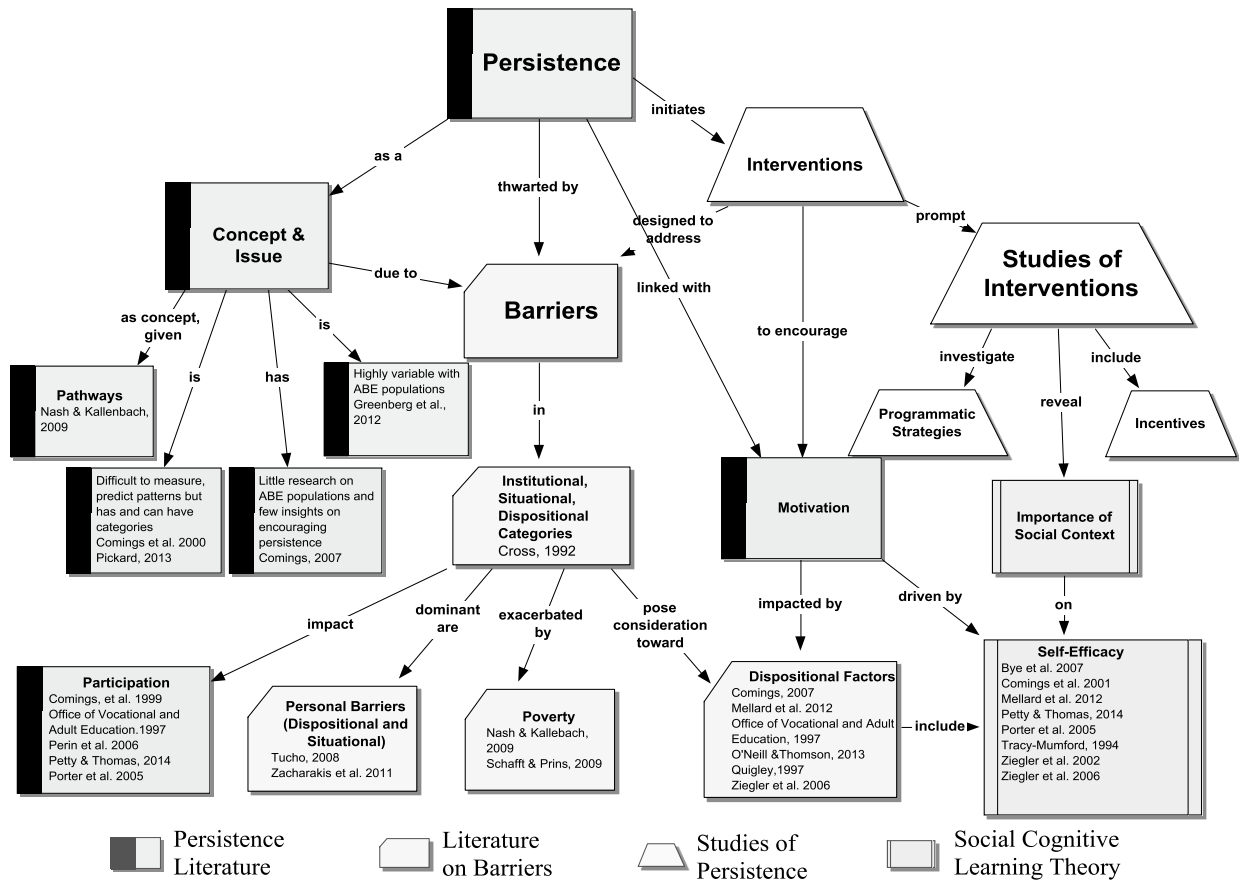 Persistence
initiates
Interventions
as a
thwarted by
designed to
address
prompt
Concept &
Issue
due to
linked with
Studies of
Interventions
Barriers
as concept,
given
is
is
has
to encourage
investigate
include
reveal
in
Pathways
Nash & Kallenbach,
2009
Highly variable with
ABE populations
Greenberg et al.,
2012
Programmatic
Strategies
Incentives
Difficult to measure,
predict patterns but
has and can have
categories
Comings et al. 2000
Pickard, 2013
Little research on
ABE populations and
few insights on
encouraging
persistence
Comings, 2007
Institutional,
Situational,
Dispositional
Categories
Cross, 1992
Motivation
Importance of
Social Context
impact
dominant
are
exacerbated
by
pose
consideration
toward
impacted by
driven by
on
Participation
Comings, et al. 1999
Office of Vocational and
Adult Education.1997
Perin et al. 2006
Petty & Thomas, 2014
Porter et al. 2005
Personal Barriers
(Dispositional and
Situational)
Tucho, 2008
Zacharakis et al. 2011
Poverty
Nash & Kallebach,
2009
Schafft & Prins, 2009
Dispositional Factors
Comings, 2007
Mellard et al. 2012
Office of Vocational and Adult
Education, 1997
O'Neill &Thomson, 2013
Quigley,1997
Ziegler et al. 2006
include
Self-Efficacy
Bye et al. 2007
Comings et al. 2001
Mellard et al. 2012
Petty & Thomas, 2014
Porter et al. 2005
Tracy-Mumford, 1994
Ziegler et al. 2002
Ziegler et al. 2006
Persistence
Literature
Literature
on Barriers
Studies of
Persistence
Social Cognitive
Learning Theory